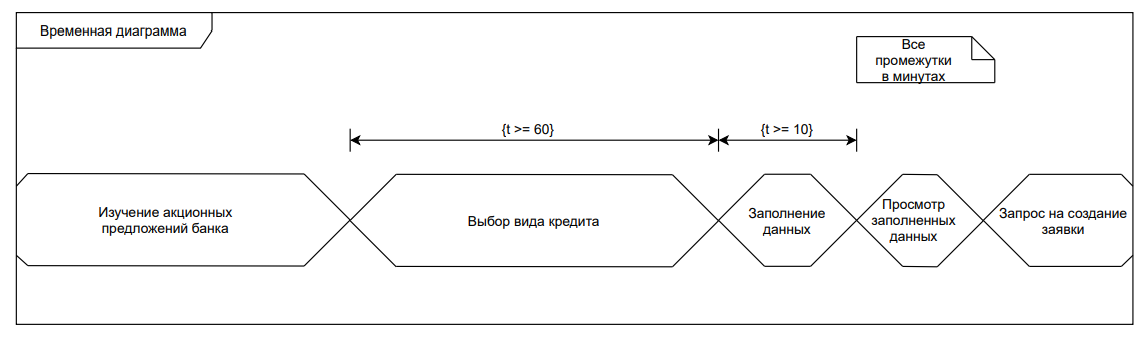 Временная диаграмма
Все
промежутки
в минутах
{t >= 60}
{t >= 10}
Изучение акционных
предложений банка
Выбор вида кредита
Заполнение
данных
Просмотр
заполненных
данных
Запрос на создание
заявки